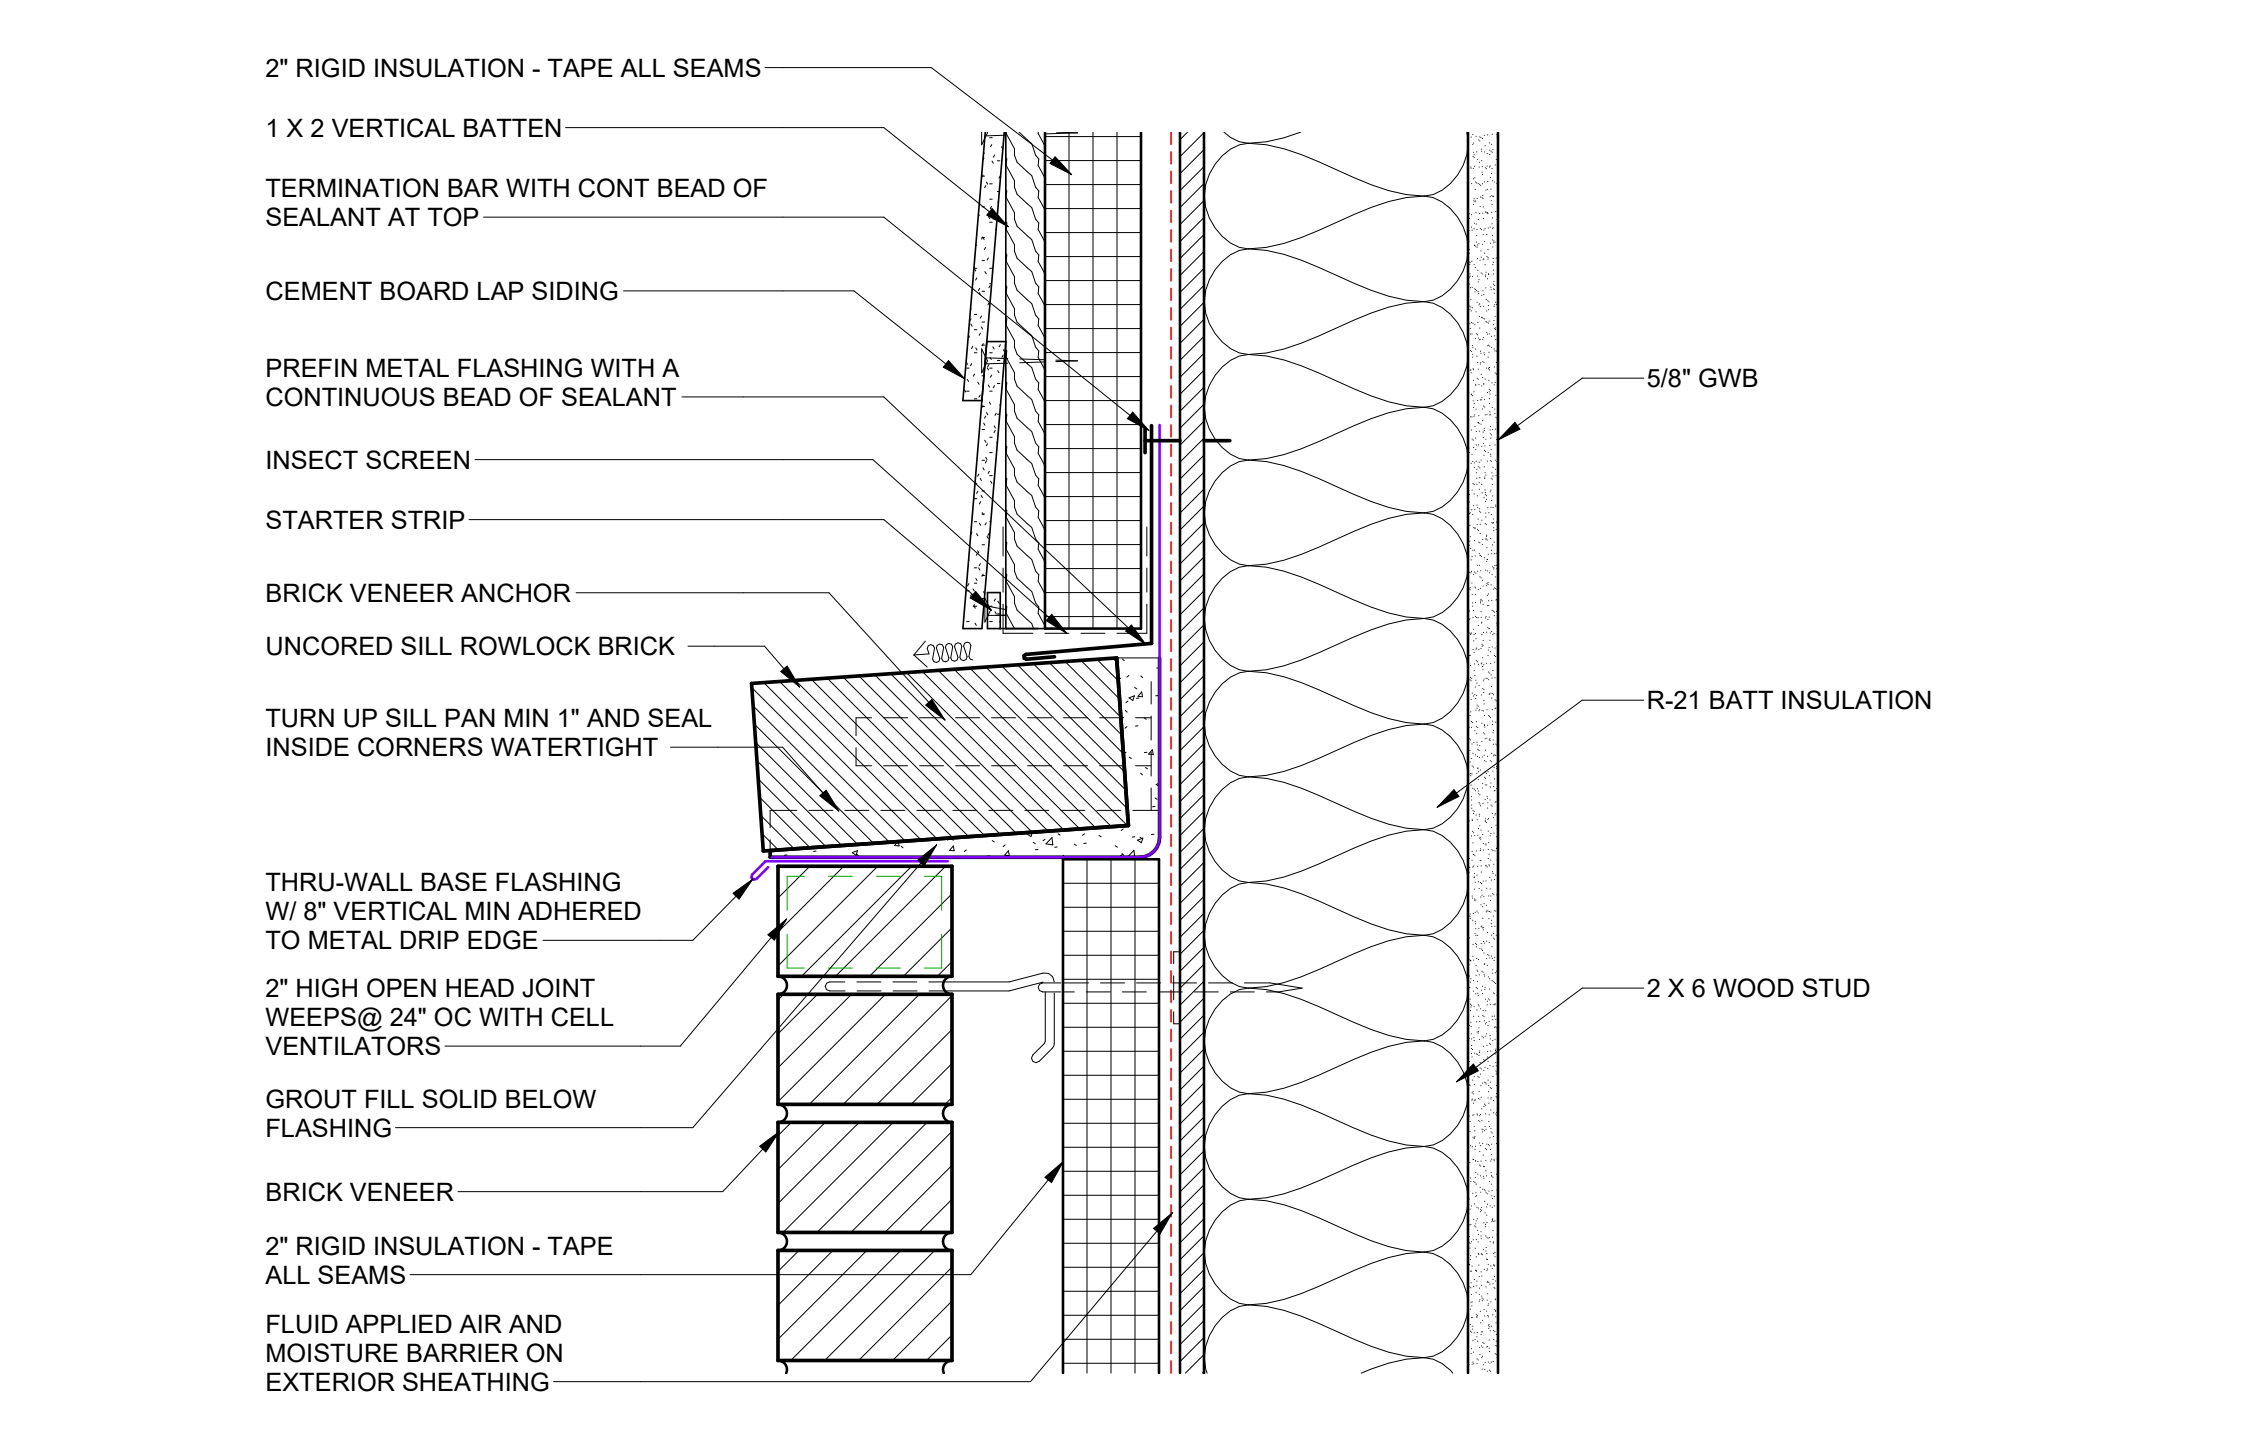 2" RIGID INSULATION - TAPE ALL SEAMS
1 X 2 VERTICAL BATTEN
TERMINATION BAR WITH CONT BEAD OF
SEALANT AT TOP
CEMENT BOARD LAP SIDING
PREFIN METAL FLASHING WITH A
CONTINUOUS BEAD OF SEALANT
INSECT SCREEN
STARTER STRIP
BRICK VENEER ANCHOR
UNCORED SILL ROWLOCK BRICK
TURN UP SILL PAN MIN 1" AND SEAL
INSIDE CORNERS WATERTIGHT
THRU-WALL BASE FLASHING
W/ 8" VERTICAL MIN ADHERED
TO METAL DRIP EDGE
2" HIGH OPEN HEAD JOINT
WEEPS@ 24" OC WITH CELL
VENTILATORS
GROUT FILL SOLID BELOW
FLASHING
BRICK VENEER
2" RIGID INSULATION - TAPE
ALL SEAMS
FLUID APPLIED AIR AND
MOISTURE BARRIER ON
EXTERIOR SHEATHING
5/8" GWB
R-21 BATT INSULATION
2 X 6 WOOD STUD